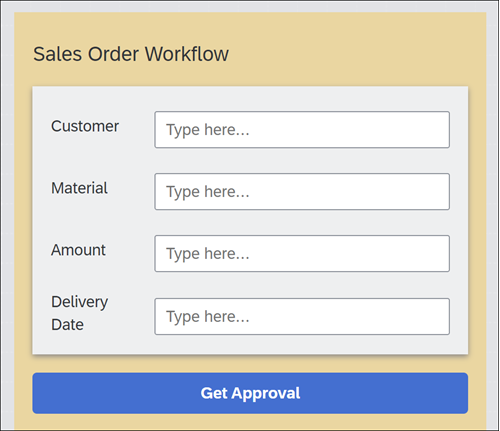 Sales Order Workflow
Customer
Type here...
Material
Type here...
Amount
Type here...
Delivery
Date
Type here...
Get Approval